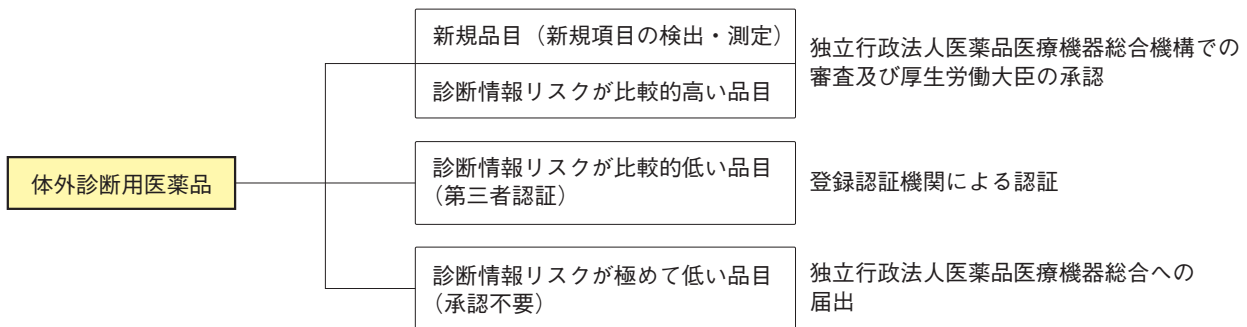 体外診断用医薬品
新規品目（新規項目の検出・測定）
診断情報リスクが比較的高い品目
独立行政法人医薬品医療機器総合機構での
審査及び厚生労働大臣の承認
診断情報リスクが比較的低い品目
（第三者認証）
登録認証機関による認証
診断情報リスクが極めて低い品目
（承認不要）
独立行政法人医薬品医療機器総合への
届出